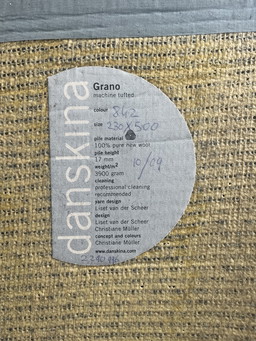 danskina
Grano
machine tufted
colour
size 230 x 500
pile material
100% pure new wool
pile height
17 mm 10/09
weight/m²
3900 gram
cleaning
professional cleaning
recommended
yarn design
Liset van der Scheer
design
Liset van der Scheer
Christiane Müller
concept and colours
Christiane Müller
www.danskina.com